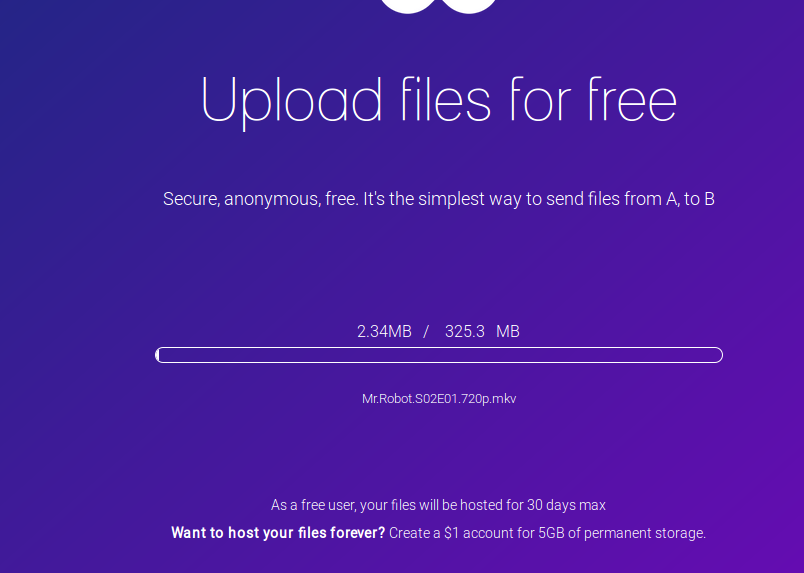 Upload files for free
Secure, anonymous, free. It's the simplest way to send files from A, to B
2.34MB / 325.3 MB
Mr.Robot.S02E01.720p.mkv
As a free user, your files will be hosted for 30 days max
Want to host your files forever? Create a $1 account for 5GB of permanent storage.